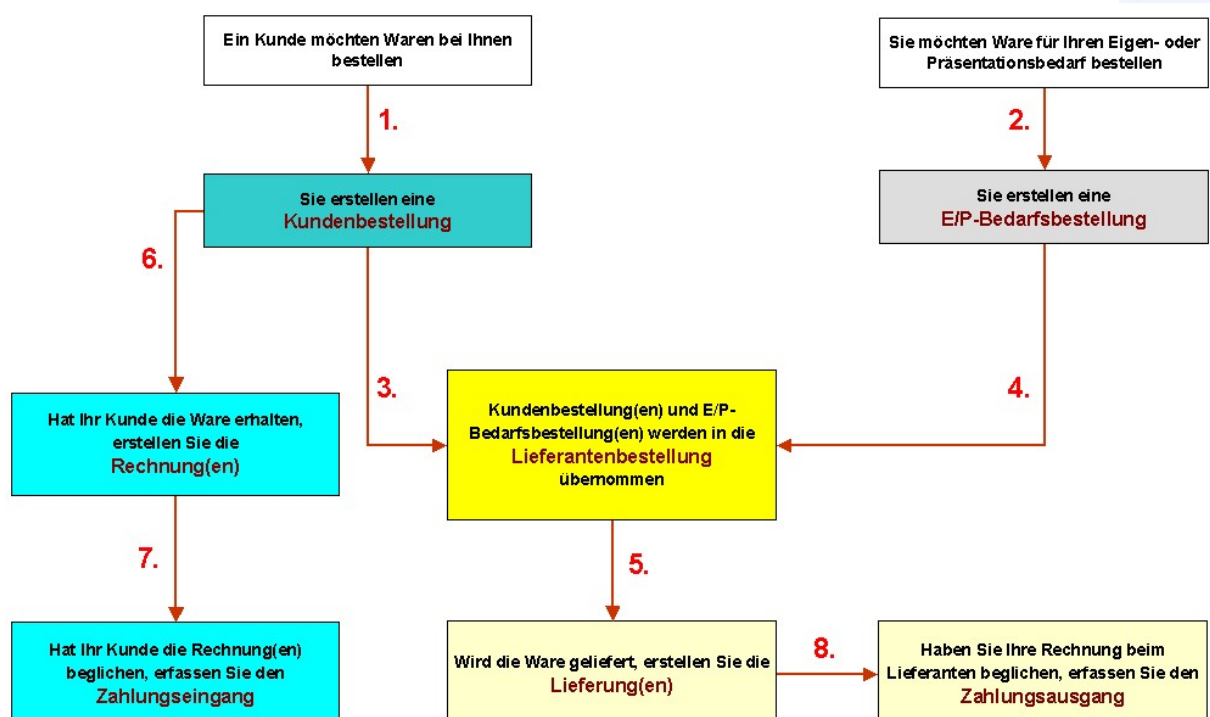 Ein Kunde möchten Waren bei Ihnen
bestellen
Sie möchten Ware für Ihren Eigen- oder
Präsentationsbedarf bestellen
1.
2.
Sie erstellen eine
Kundenbestellung
Sie erstellen eine
E/P-Bedarfsbestellung
6.
3.
4.
Hat Ihr Kunde die Ware erhalten,
erstellen Sie die
Rechnung(en)
Kundenbestellung(en) und E/P-
Bedarfsbestellung(en) werden in die
Lieferantenbestellung
übernommen
7.
5.
Hat Ihr Kunde die Rechnung(en)
beglichen, erfassen Sie den
Zahlungseingang
Wird die Ware geliefert, erstellen Sie die
Lieferung(en)
8.
Haben Sie Ihre Rechnung beim
Lieferanten beglichen, erfassen Sie den
Zahlungsausgang